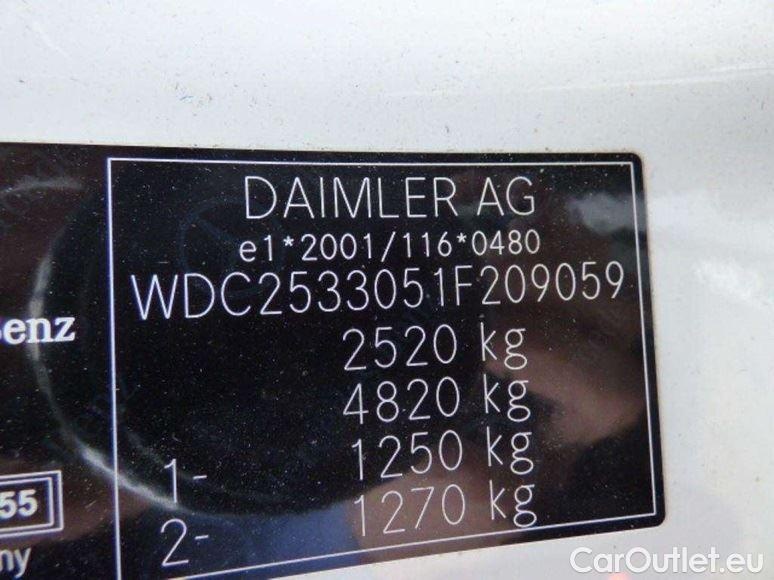 DAIMLER AG
e1*2001/116*0480
WDC2533051F209059
enz
2520 kg
4820 kg
1- 1250 kg
55
2- 1270 kg
ny
CarOutlet.eu